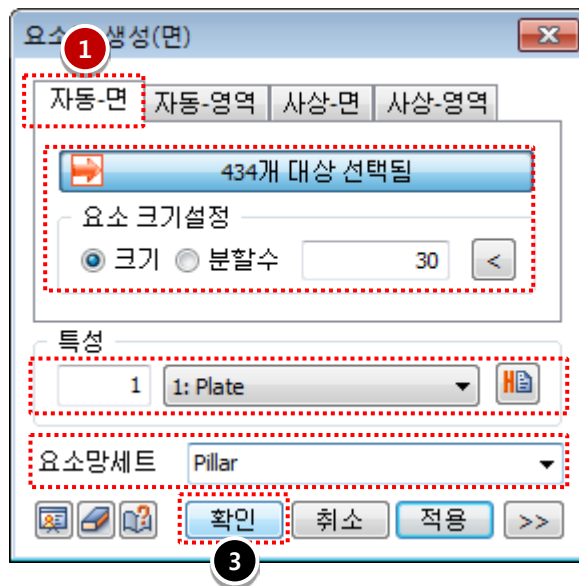 요소 생성(면)
1
자동-면 자동-영역 사상-면 사상-영역
434개 대상 선택됨
요소 크기설정
크기 분할수 30 <
특성
1 1: Plate
요소망세트 Pillar
확인 취소 적용 >>
3